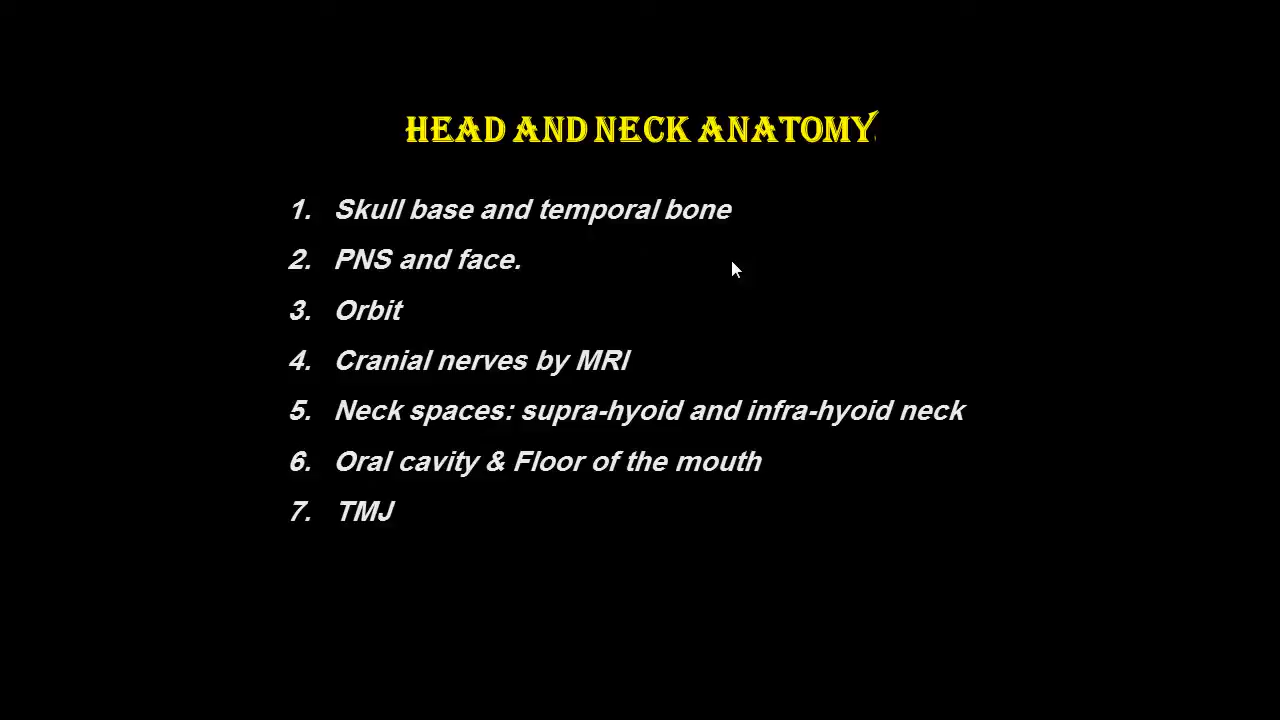 HEAD AND NECK ANATOMY
1. Skull base and temporal bone
2. PNS and face.
3. Orbit
4. Cranial nerves by MRI
5. Neck spaces: supra-hyoid and infra-hyoid neck
6. Oral cavity & Floor of the mouth
7. TMJ